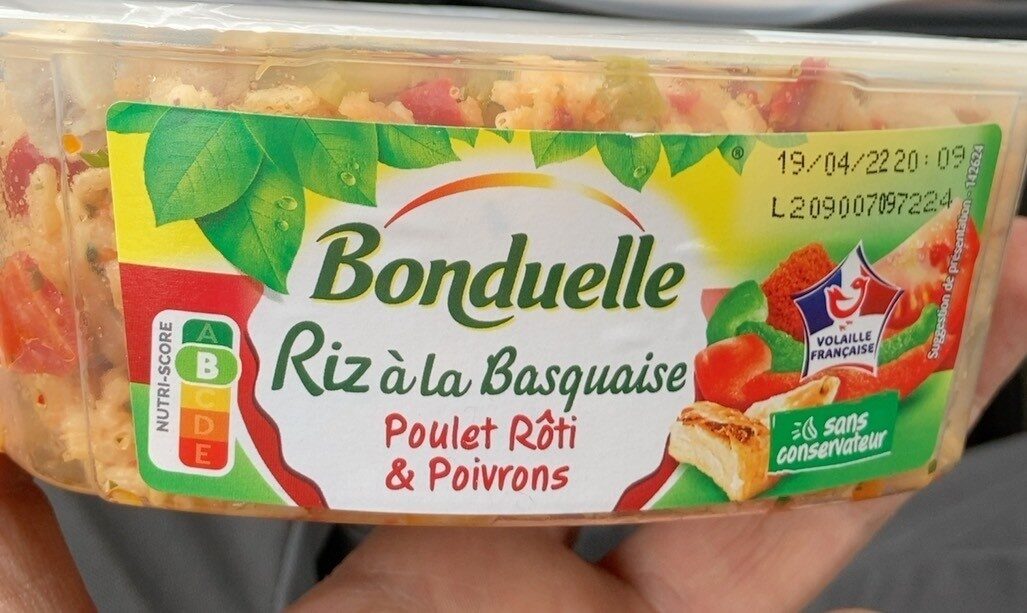 ®
19/04/22 20:09
L209007097224
Bonduelle
Riz à la Basquaise
Poulet Rôti
& Poivrons
NUTRI-SCORE
A
B
C
D
E
VOLAILLE
FRANÇAISE
sans
conservateur
Suggestion de présentation - 142624